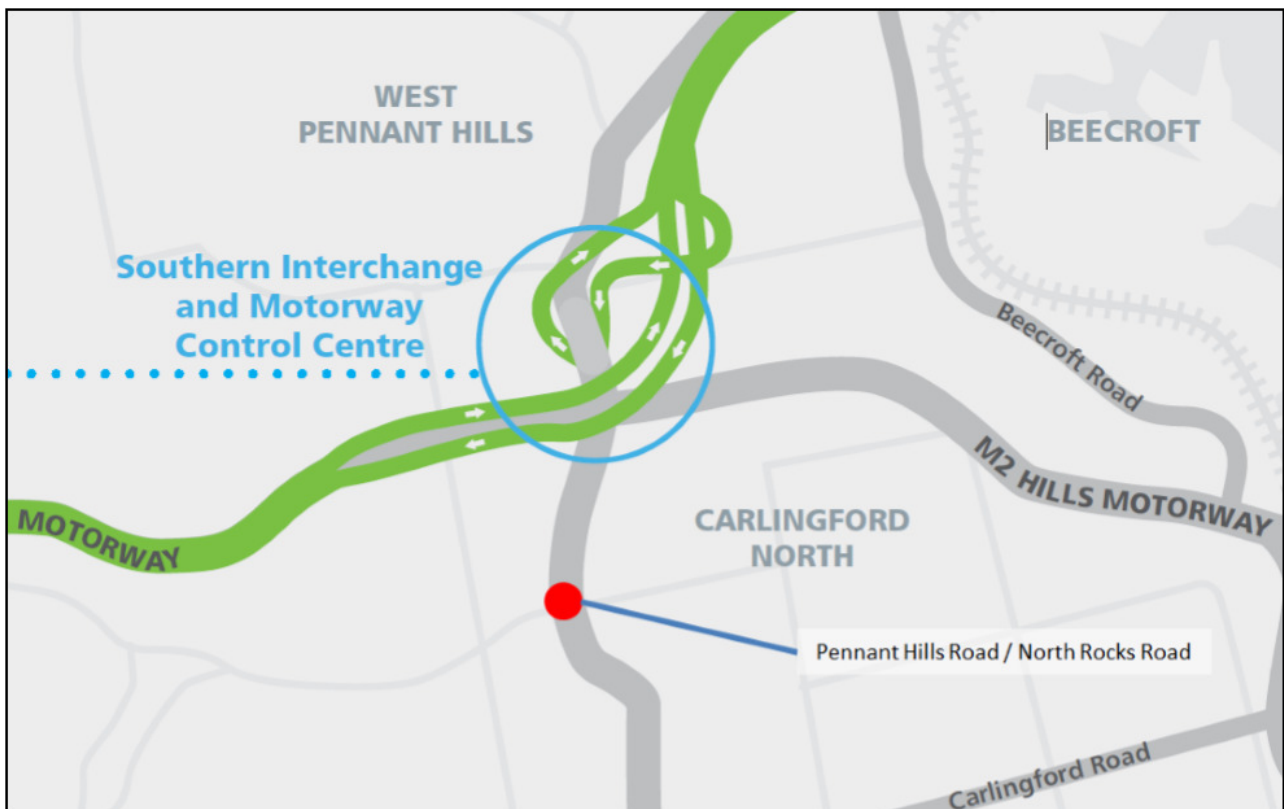 WEST
PENNANT HILLS
BEECROFT
Southern Interchange
and Motorway
Control Centre
Beecroft Road
M2 HILLS MOTORWAY
MOTORWAY
CARLINGFORD
NORTH
Pennant Hills Road / North Rocks Road
Carlingford Road